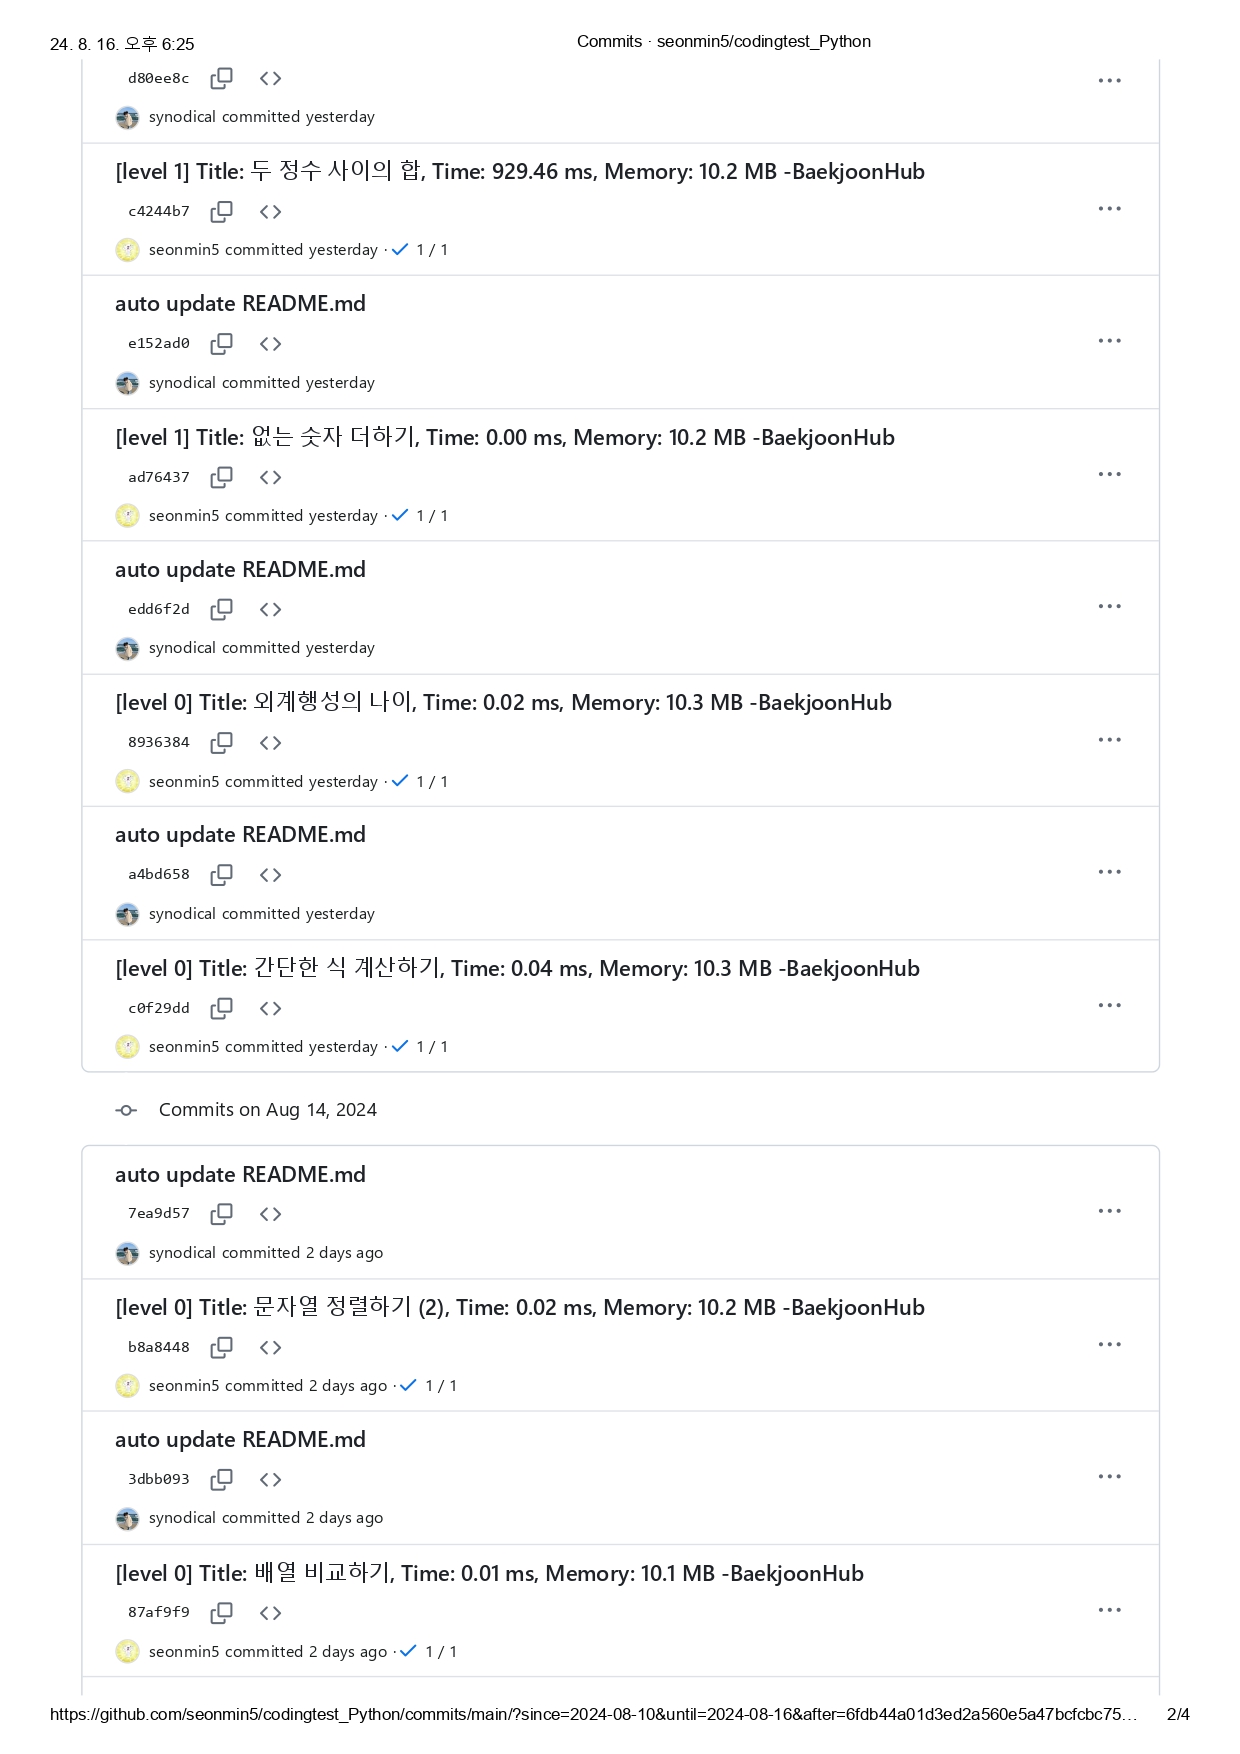 24. 8. 16. 오후 6:25
Commits · seonmin5/codingtest_Python
d80ee8c
synodical committed yesterday
[level 1] Title: 두 정수 사이의 합, Time: 929.46 ms, Memory: 10.2 MB -BaekjoonHub
c4244b7
seonmin5 committed yesterday · 1 / 1
auto update README.md
e152ad0
synodical committed yesterday
[level 1] Title: 없는 숫자 더하기, Time: 0.00 ms, Memory: 10.2 MB -BaekjoonHub
ad76437
seonmin5 committed yesterday · 1 / 1
auto update README.md
edd6f2d
synodical committed yesterday
[level 0] Title: 외계행성의 나이, Time: 0.02 ms, Memory: 10.3 MB -BaekjoonHub
8936384
seonmin5 committed yesterday · 1 / 1
auto update README.md
a4bd658
synodical committed yesterday
[level 0] Title: 간단한 식 계산하기, Time: 0.04 ms, Memory: 10.3 MB -BaekjoonHub
c0f29dd
seonmin5 committed yesterday · 1 / 1
Commits on Aug 14, 2024
auto update README.md
7ea9d57
synodical committed 2 days ago
[level 0] Title: 문자열 정렬하기 (2), Time: 0.02 ms, Memory: 10.2 MB -BaekjoonHub
b8a8448
seonmin5 committed 2 days ago · 1 / 1
auto update README.md
3dbb093
synodical committed 2 days ago
[level 0] Title: 배열 비교하기, Time: 0.01 ms, Memory: 10.1 MB -BaekjoonHub
87af9f9
seonmin5 committed 2 days ago · 1 / 1
https://github.com/seonmin5/codingtest_Python/commits/main/?since=2024-08-10&until=2024-08-16&after=6fdb44a01d3ed2a560e5a47bcfcbc75… 2/4